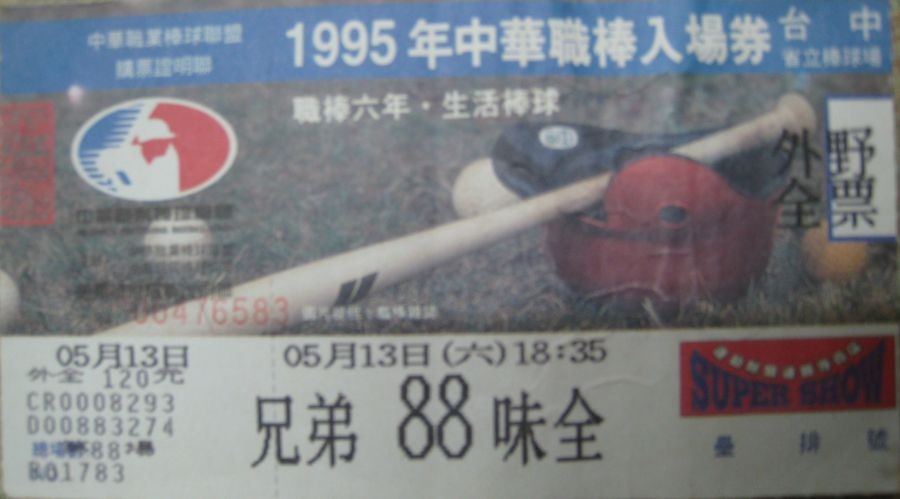 中華職業棒球聯盟
購票證明聯
1995年中華職棒入場券
台中
省立棒球場
職棒六年・生活棒球
外野
全票
00476583
05月13日
外全 120元
CR0008293
D00883274
B01783
05月13日(六)18:35
兄弟 88 味全
SUPER SHOW
壘 排 號